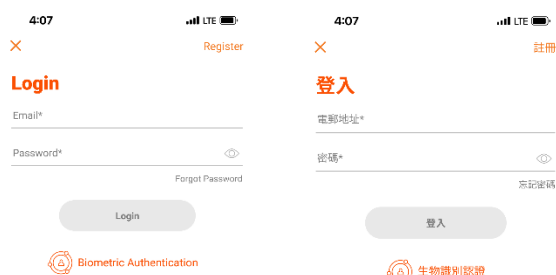 4:07 LTE
Register
Login
Email*
Password*
Forgot Password
Login
Biometric Authentication
4:07 LTE
註冊
登入
電郵地址*
密碼*
忘記密碼
登入
生物識別認證